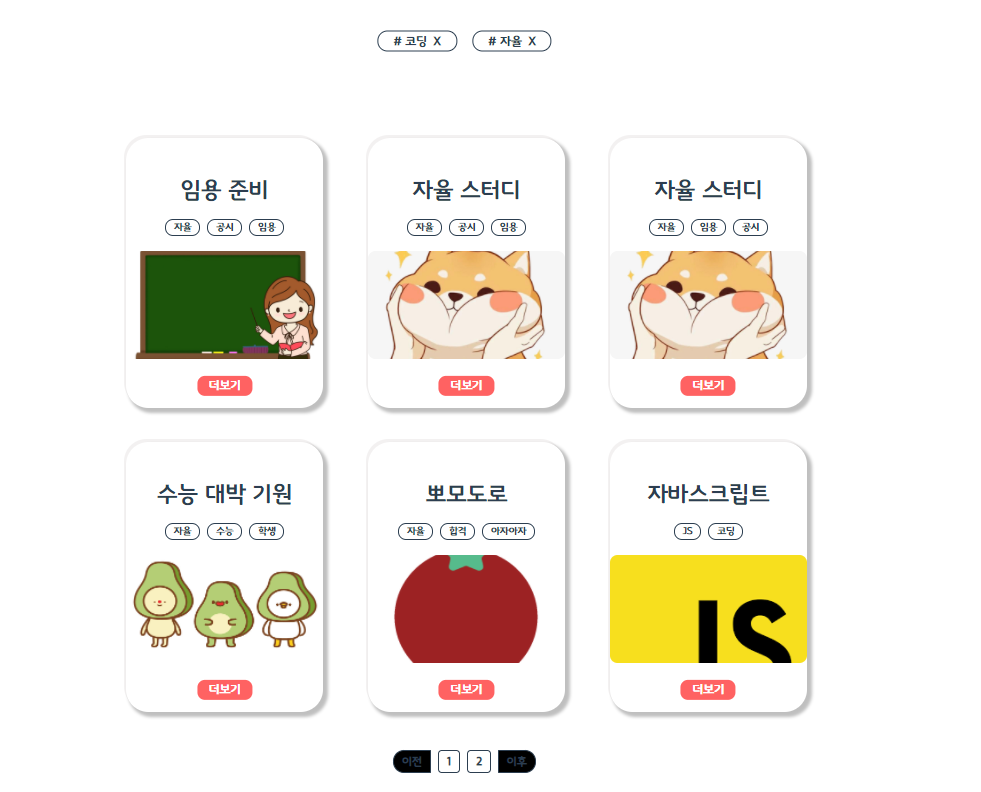 # 코딩 X # 자율 X
임용 준비
자율 공시 임용
더보기
자율 스터디
자율 공시 임용
더보기
자율 스터디
자율 임용 공시
더보기
수능 대박 기원
자율 수능 학생
더보기
뽀모도로
자율 합격 아자아자
더보기
자바스크립트
JS 코딩
JS
더보기
이전 1 2 이후